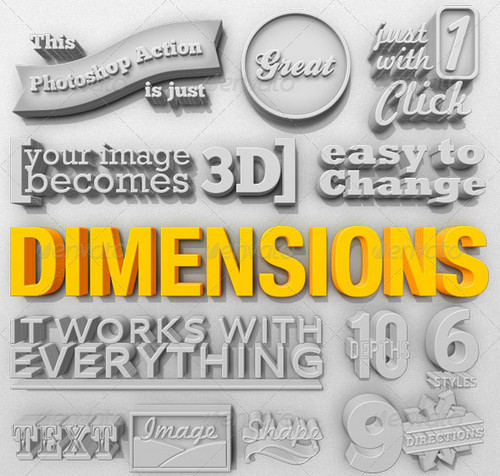 This
Photoshop Action
is just
Great
just
with 1
Click
[your image
becomes 3D]
easy to
Change
DIMENSIONS
IT WORKS WITH
EVERYTHING
10
DEPTHS
6
STYLES
TEXT
Image
Shape
9
DIRECTIONS